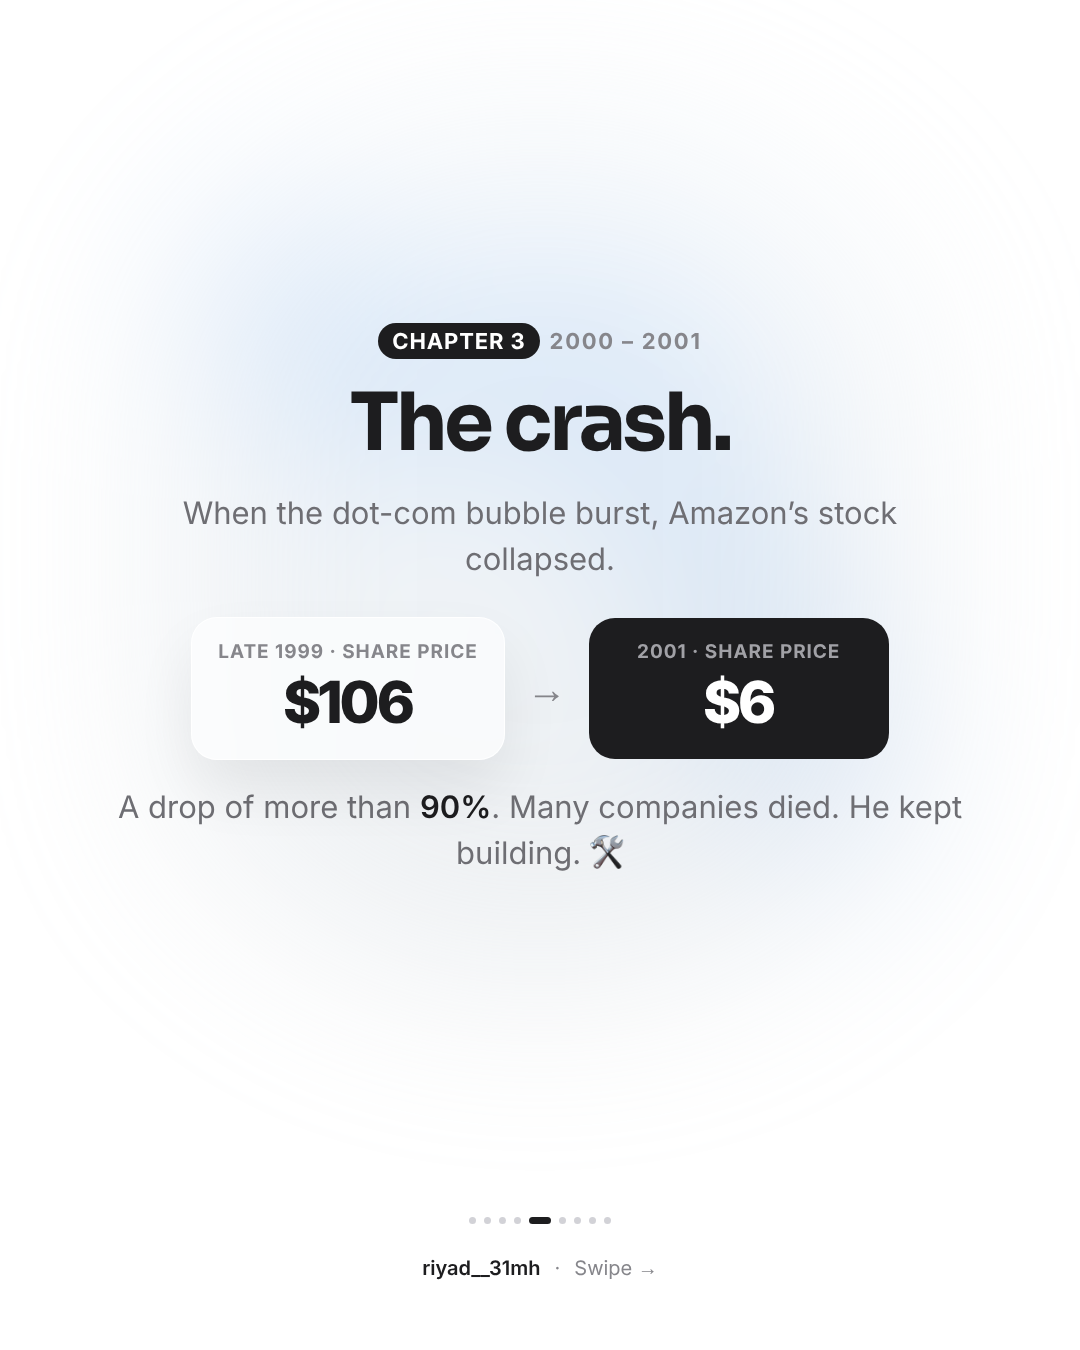 CHAPTER 3 2000 – 2001
The crash.
When the dot-com bubble burst, Amazon’s stock
collapsed.
LATE 1999 · SHARE PRICE
$106
→
2001 · SHARE PRICE
$6
A drop of more than 90%. Many companies died. He kept
building. 🛠️
riyad__31mh · Swipe →